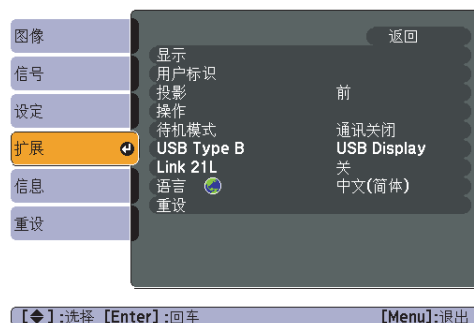 图像
信号
设定
扩展
信息
重设
返回
显示
用户标识
投影 前
操作
待机模式 通讯关闭
USB Type B USB Display
Link 21L 关
语言 中文(简体)
重设
[◆]:选择 [Enter]:回车 [Menu]:退出